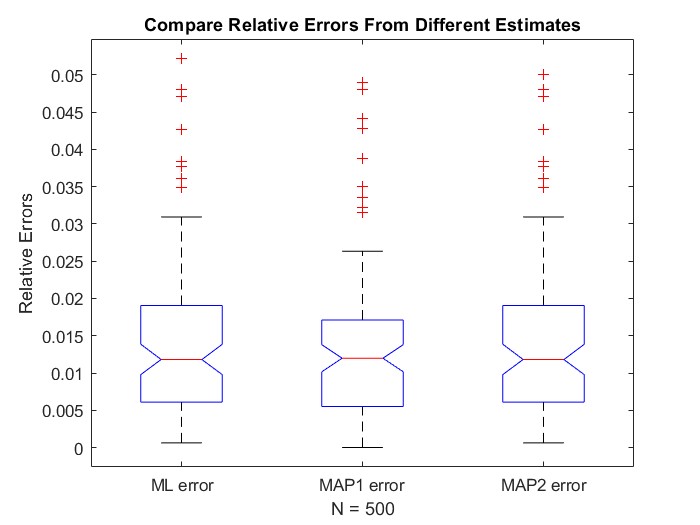 Compare Relative Errors From Different Estimates
0.05
0.045
0.04
0.035
0.03
0.025
0.02
0.015
0.01
0.005
0
Relative Errors
ML error
MAP1 error
MAP2 error
N = 500